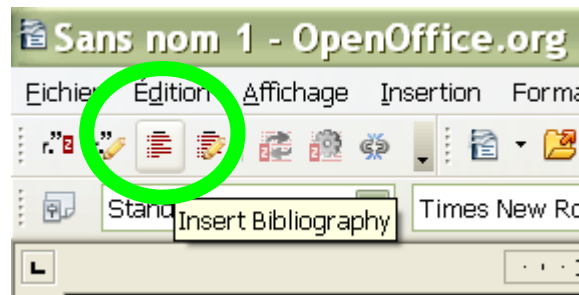 Sans nom 1 - OpenOffice.org
Fichier Édition Affichage Insertion Forma
Stand Times New Ro
Insert Bibliography